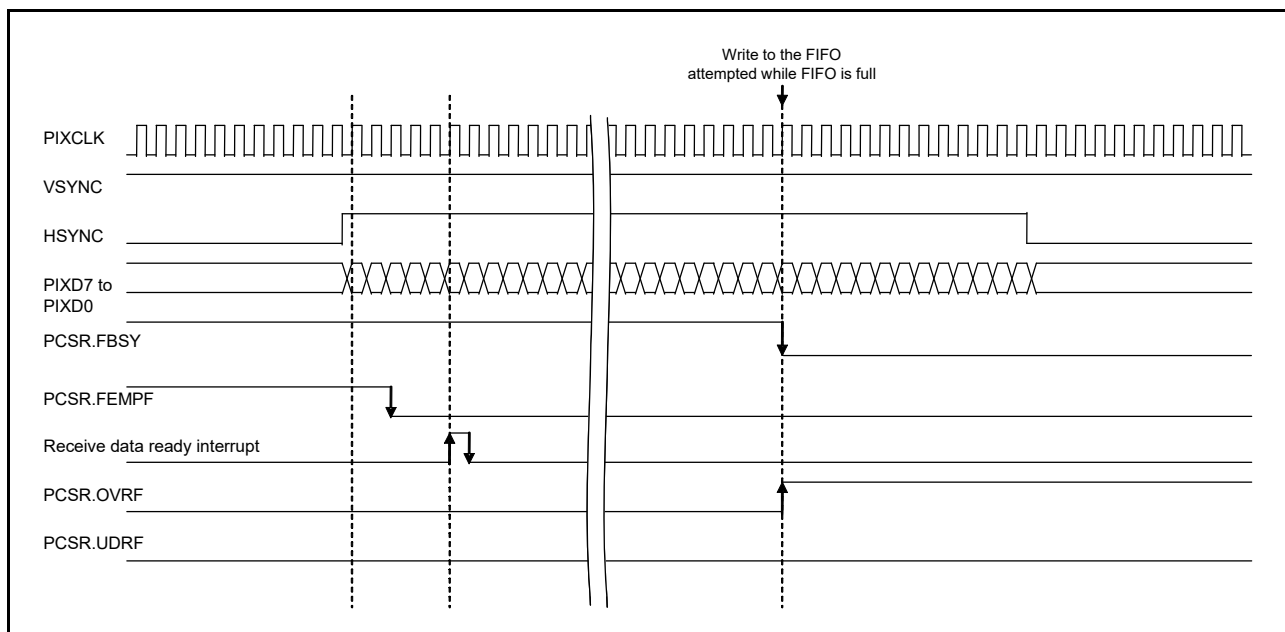 Write to the FIFO
attempted while FIFO is full
PIXCLK
VSYNC
HSYNC
PIXD7 to
PIXD0
PCSR.FBSY
PCSR.FEMPF
Receive data ready interrupt
PCSR.OVRF
PCSR.UDRF